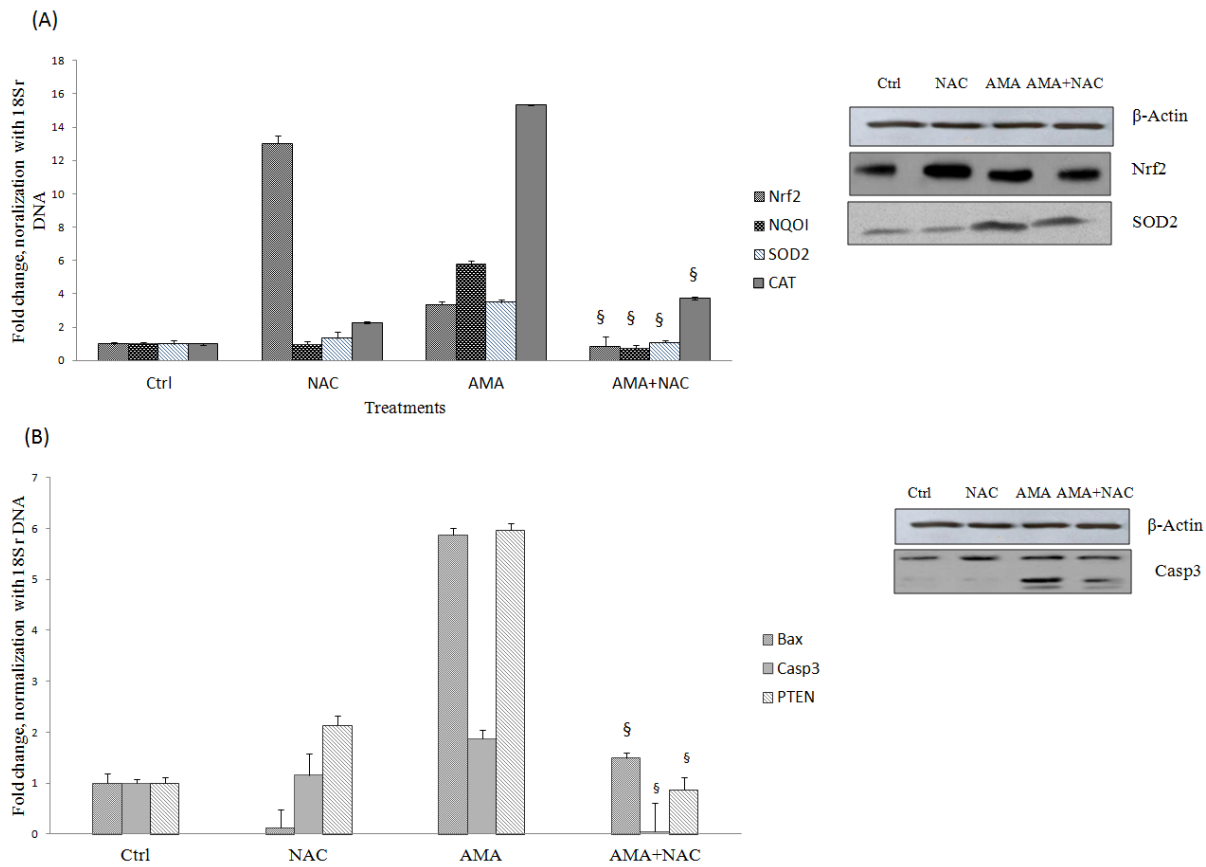 (A)
Fold change, noralization with 18S r
DNA
18
16
14
12
10
8
6
4
2
0
§ § § §
Ctrl NAC AMA AMA+NAC
Treatments
Nrf2
NQOI
SOD2
CAT
Ctrl NAC AMA AMA+NAC
β-Actin
Nrf2
SOD2
(B)
Fold change, normalization with 18S r DNA
7
6
5
4
3
2
1
0
§ § §
Ctrl NAC AMA AMA+NAC
Bax
Casp3
PTEN
Ctrl NAC AMA AMA+NAC
β-Actin
Casp3